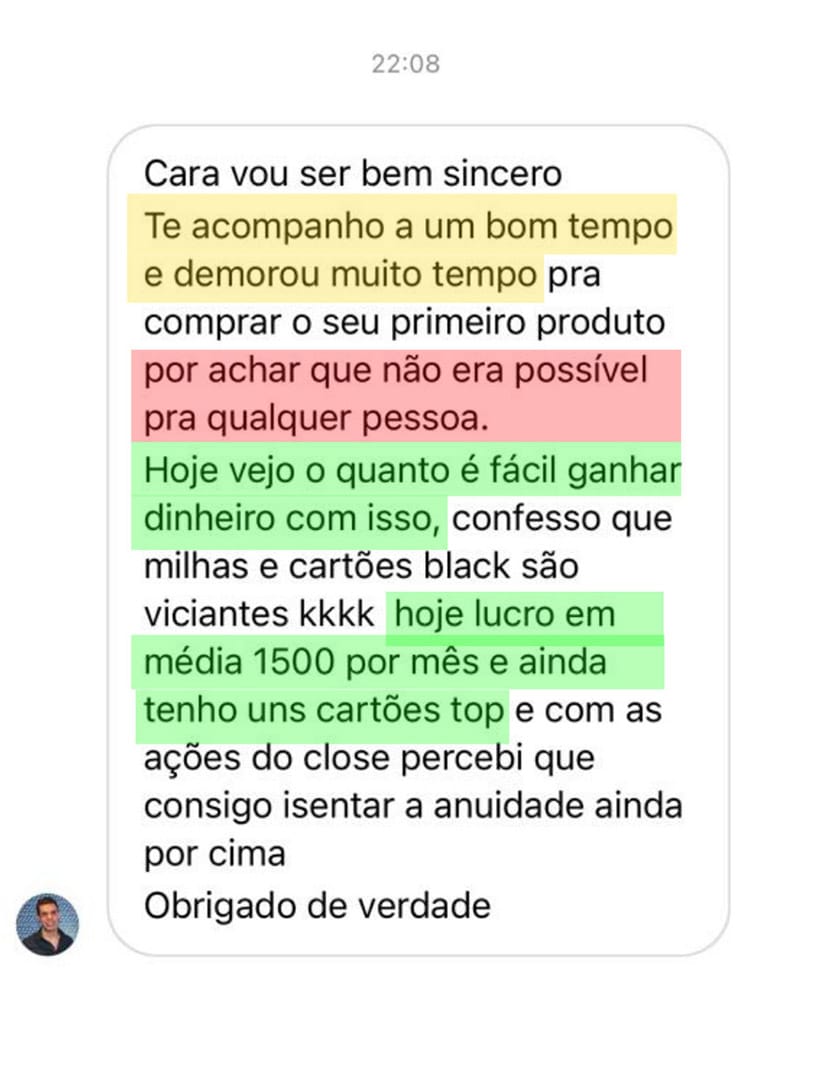 22:08
Cara vou ser bem sincero
Te acompanho a um bom tempo
e demorou muito tempo pra
comprar o seu primeiro produto
por achar que não era possível
pra qualquer pessoa.
Hoje vejo o quanto é fácil ganhar
dinheiro com isso, confesso que
milhas e cartões black são
viciantes kkkk hoje lucro em
média 1500 por mês e ainda
tenho uns cartões top e com as
ações do close percebi que
consigo isentar a anuidade ainda
por cima
Obrigado de verdade